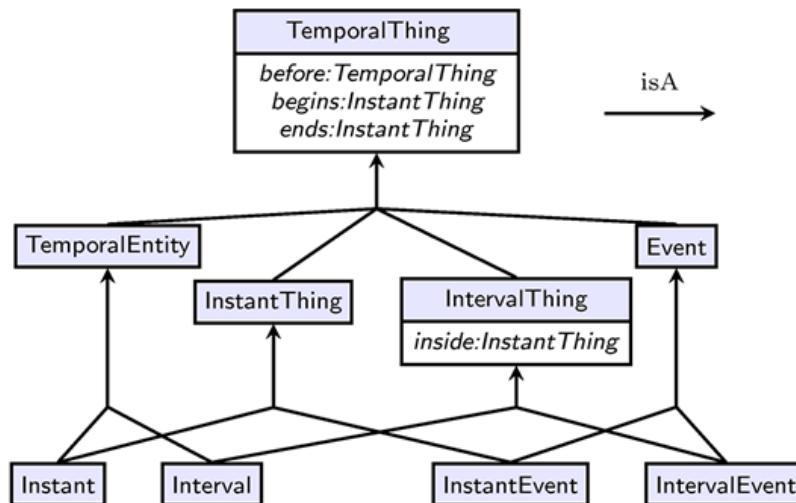 TemporalThing
before:TemporalThing
begins:InstantThing
ends:InstantThing
isA
TemporalEntity
Event
InstantThing
IntervalThing
inside:InstantThing
Instant
Interval
InstantEvent
IntervalEvent